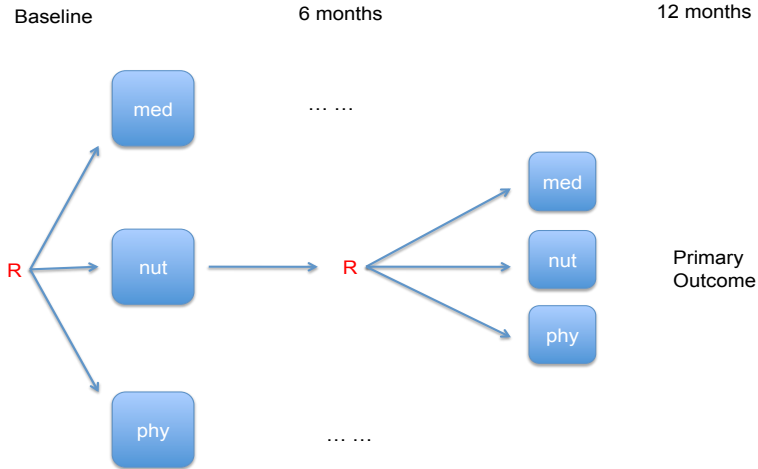 Baseline
6 months
12 months
med
... ...
med
R
nut
R
nut
Primary
Outcome
phy
phy
... ...